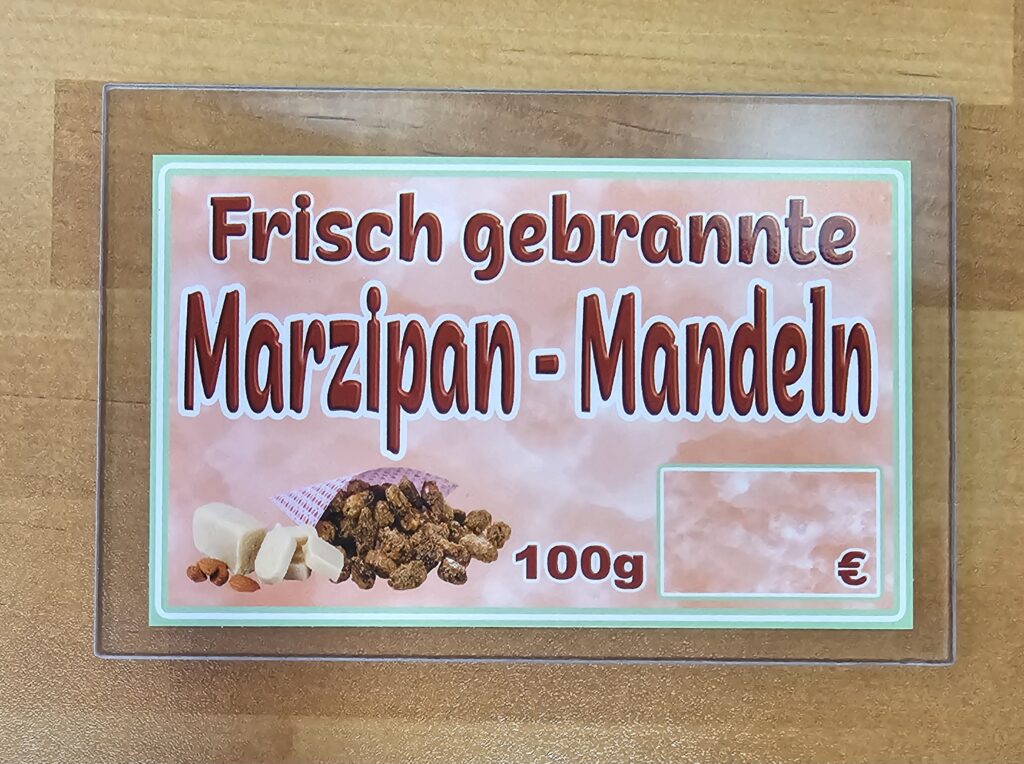 Frisch gebrannte
Marzipan - Mandeln
100g
€